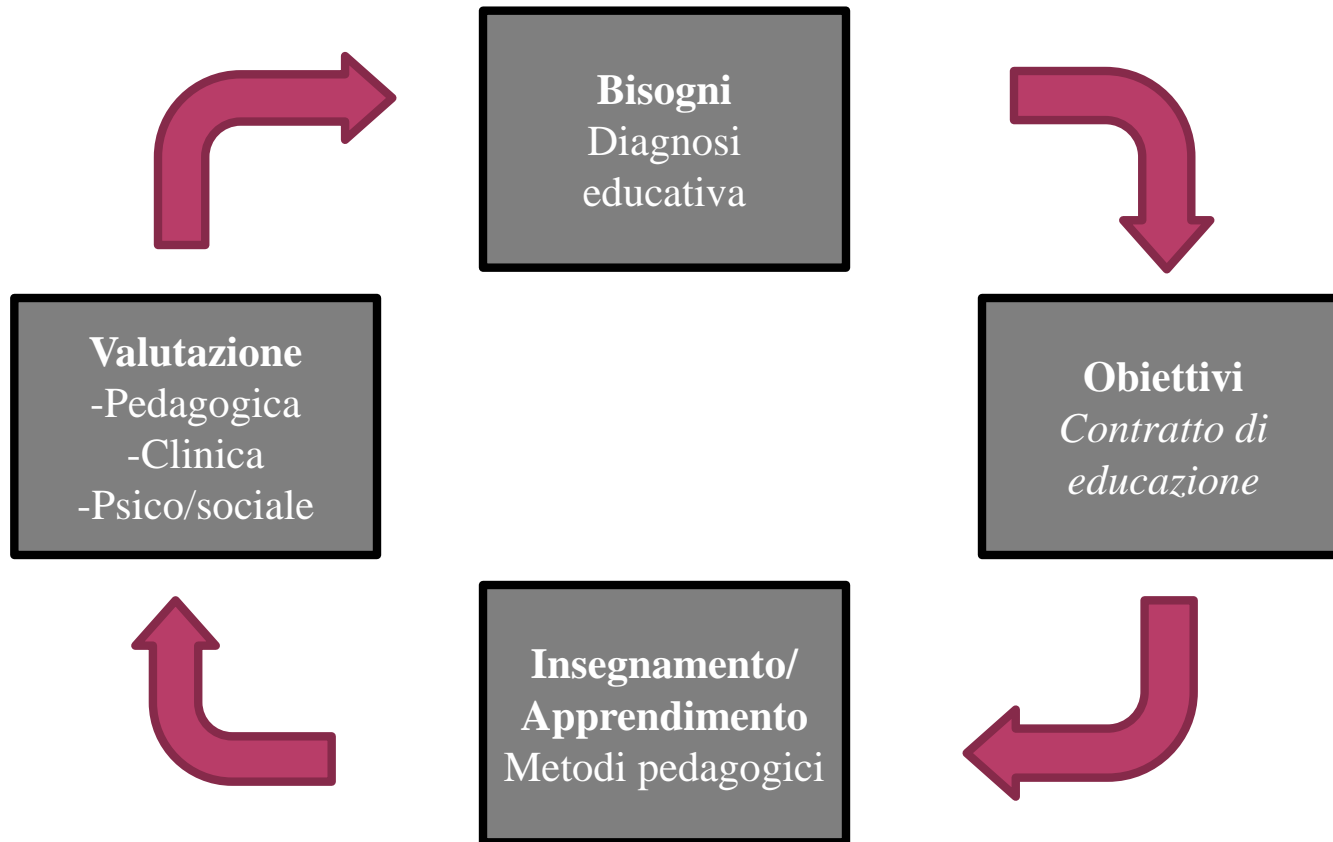 Bisogni
Diagnosi
educativa
Valutazione
-Pedagogica
-Clinica
-Psico/sociale
Obiettivi
Contratto di
educazione
Insegnamento/
Apprendimento
Metodi pedagogici